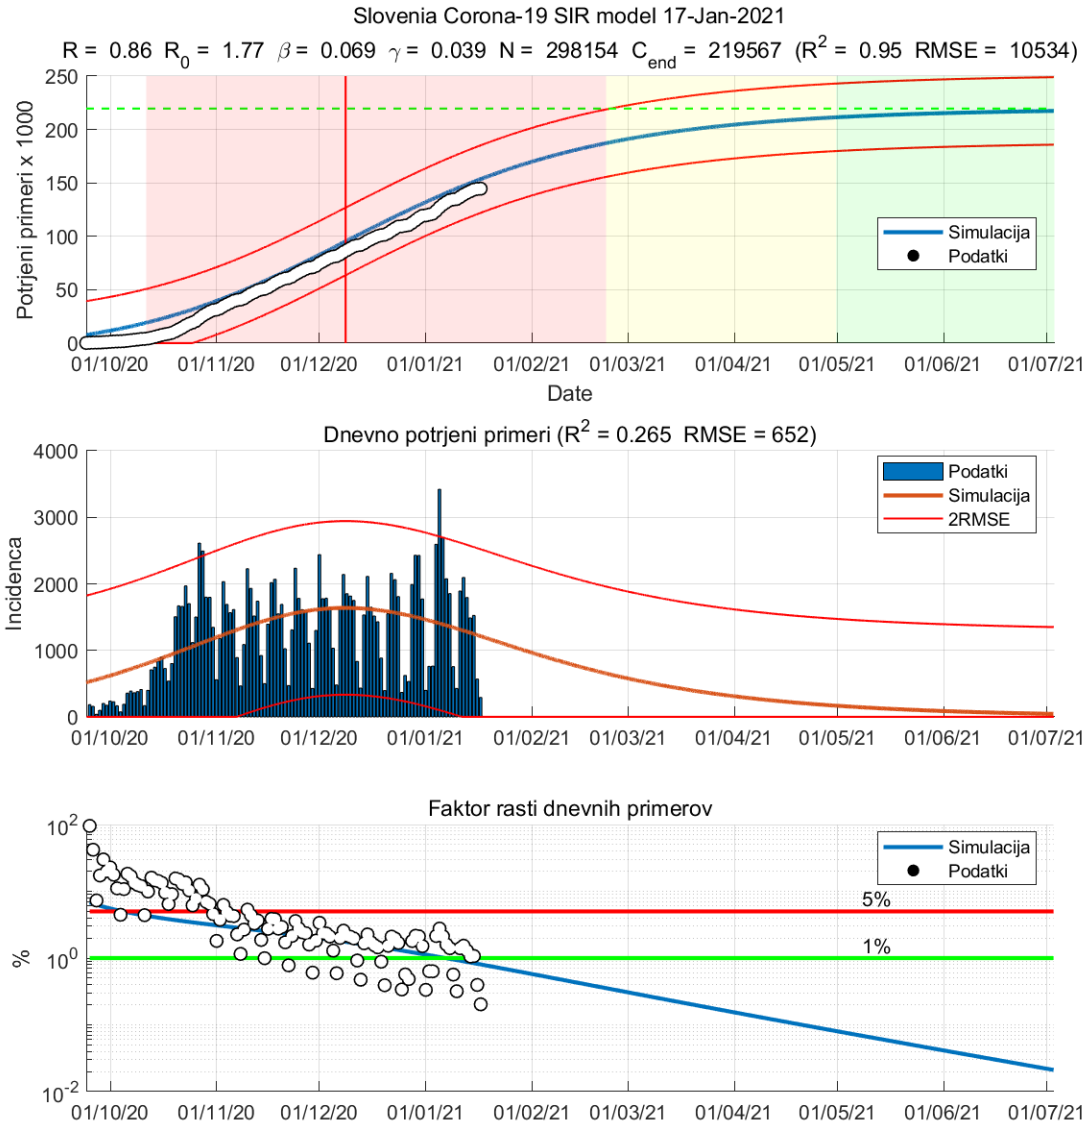 Slovenia Corona-19 SIR model 17-Jan-2021
R = 0.86 R0 = 1.77 β = 0.069 γ = 0.039 N = 298154 Cend = 219567 (R2 = 0.95 RMSE = 10534)
Potrjeni primeri x 1000
250
200
150
100
50
0
Simulacija
Podatki
01/10/20 01/11/20 01/12/20 01/01/21 01/02/21 01/03/21 01/04/21 01/05/21 01/06/21 01/07/21
Date
Dnevno potrjeni primeri (R2 = 0.265 RMSE = 652)
Incidenca
4000
3000
2000
1000
0
Podatki
Simulacija
2RMSE
01/10/20 01/11/20 01/12/20 01/01/21 01/02/21 01/03/21 01/04/21 01/05/21 01/06/21 01/07/21
Faktor rasti dnevnih primerov
%
10^2
10^0
10^-2
Simulacija
Podatki
5%
1%
01/10/20 01/11/20 01/12/20 01/01/21 01/02/21 01/03/21 01/04/21 01/05/21 01/06/21 01/07/21